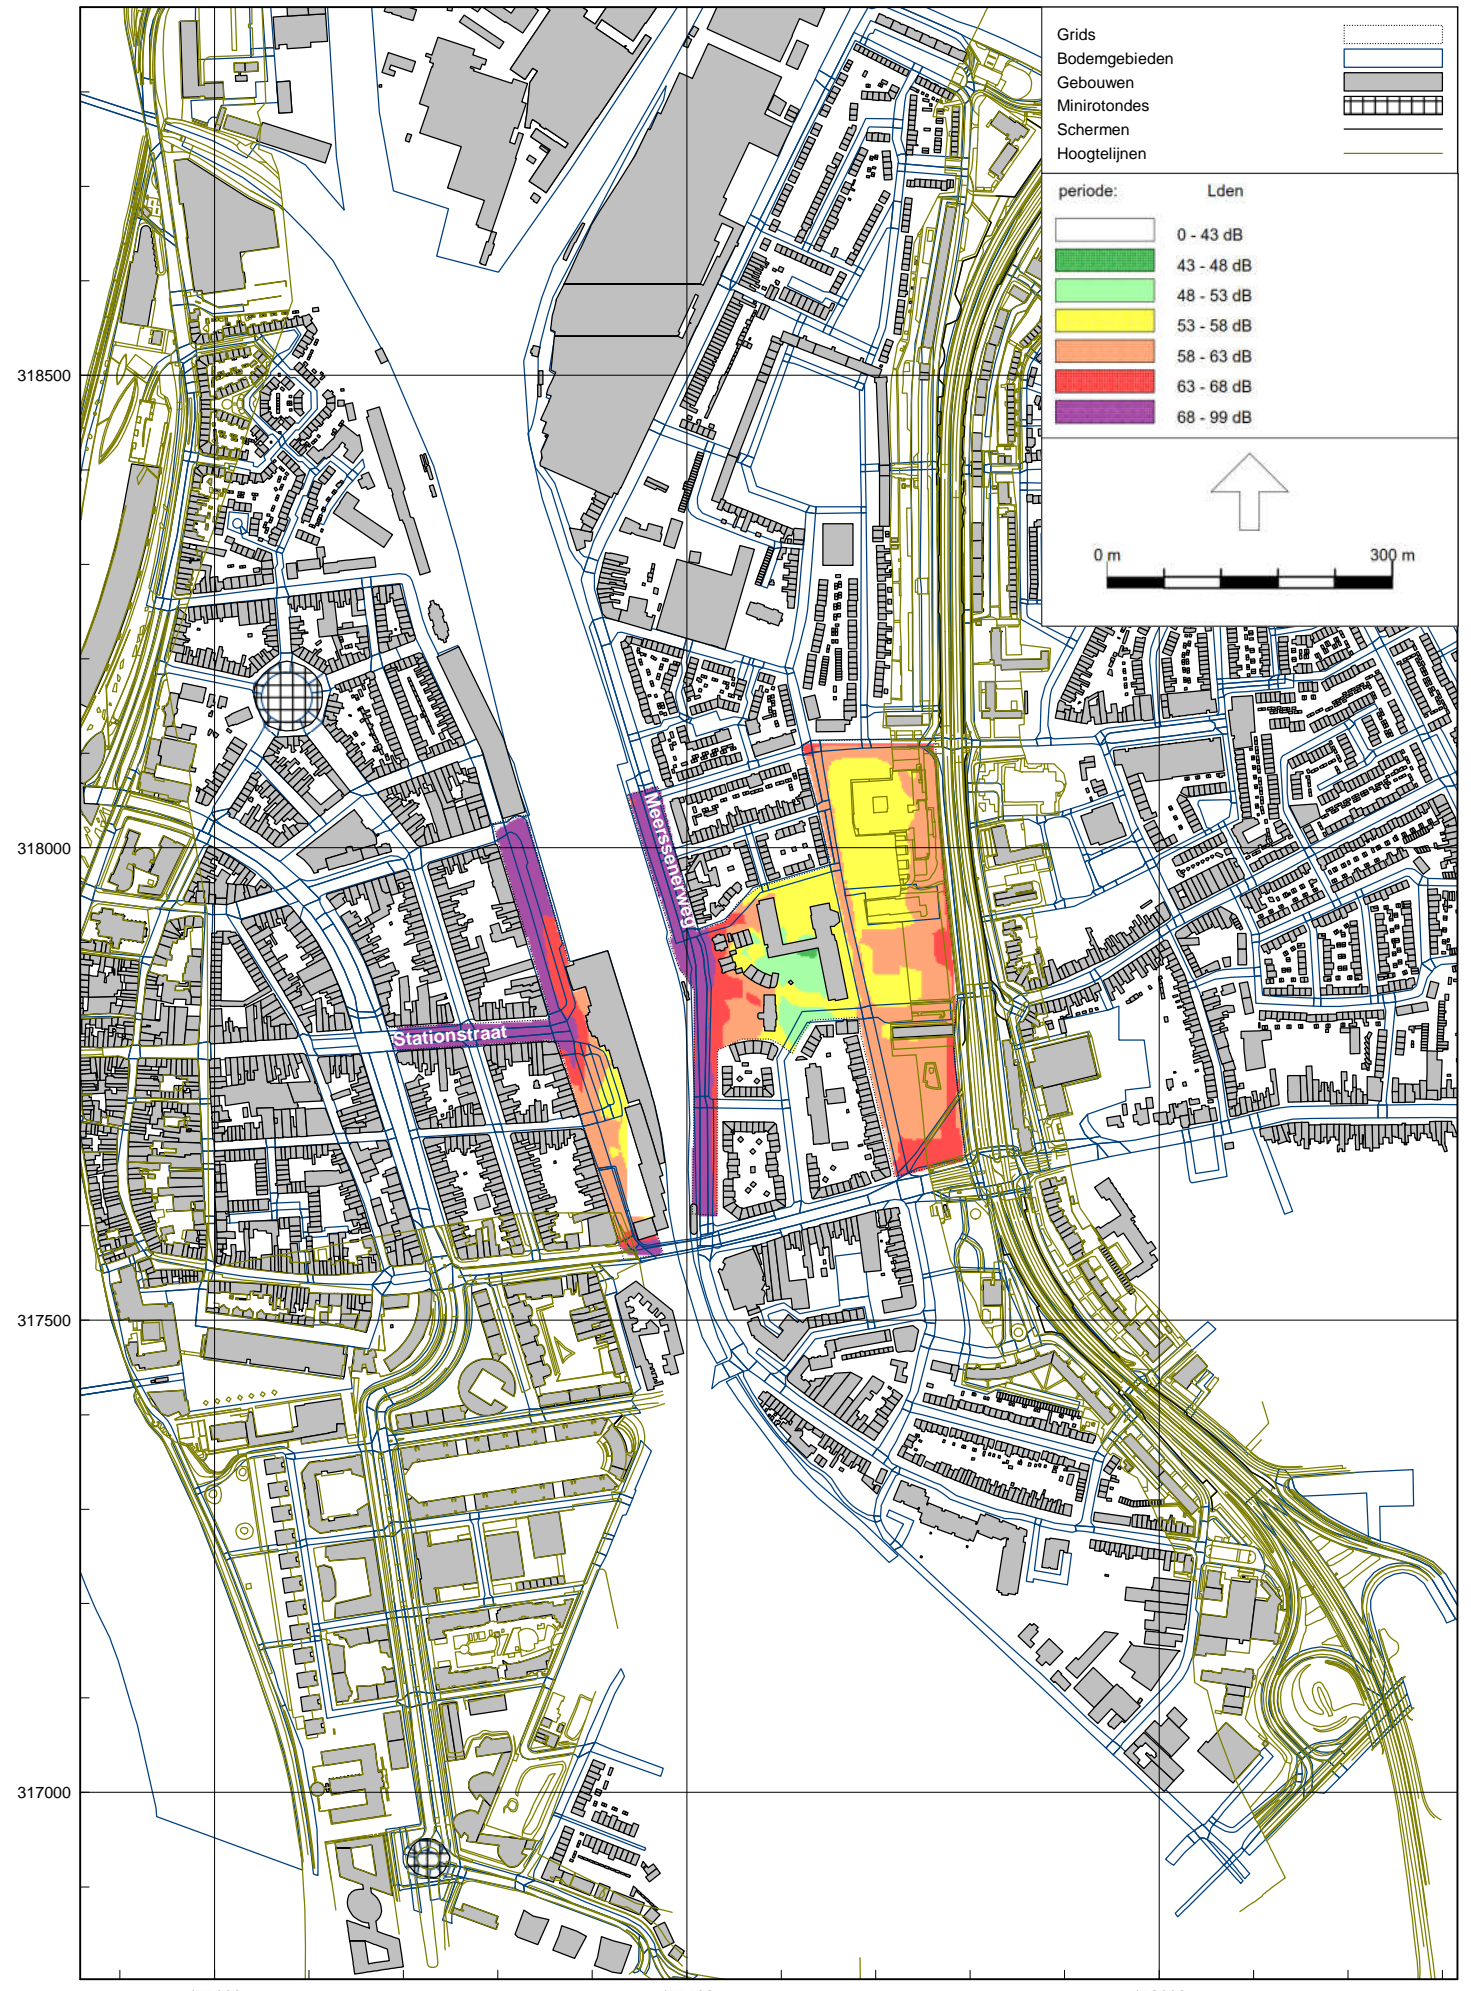 Grids
Bodemgebieden
Gebouwen
Minirotondes
Schermen
Hoogtelijnen
periode: Lden
0 - 43 dB
43 - 48 dB
48 - 53 dB
53 - 58 dB
58 - 63 dB
63 - 68 dB
68 - 99 dB
0 m 300 m
318500
318000
317500
317000
Meerssenerweg
Stationstraat